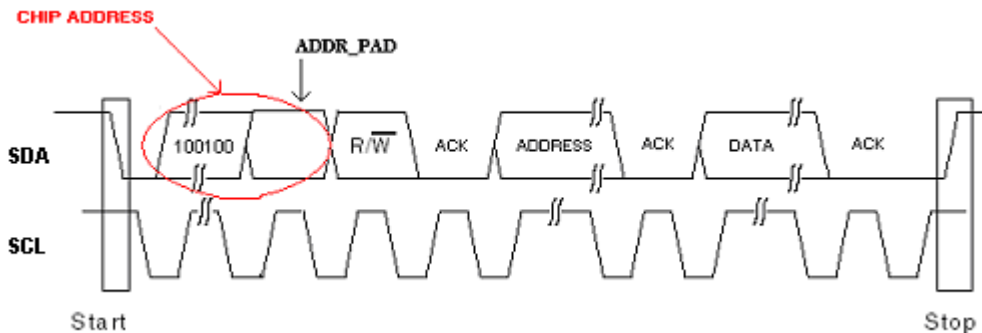 CHIP ADDRESS
ADDR_PAD
SDA
100100
R/W̅
ACK
ADDRESS
ACK
DATA
ACK
SCL
Start
Stop